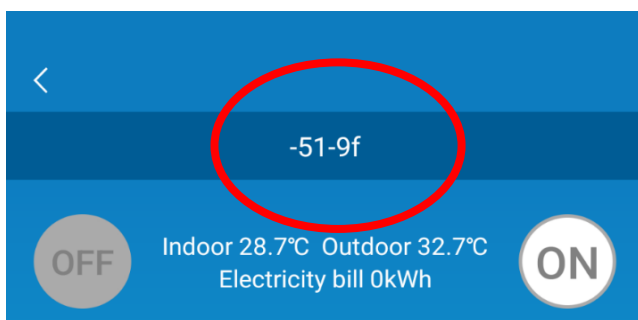 -51-9f
OFF
Indoor 28.7℃ Outdoor 32.7℃
Electricity bill 0kWh
ON